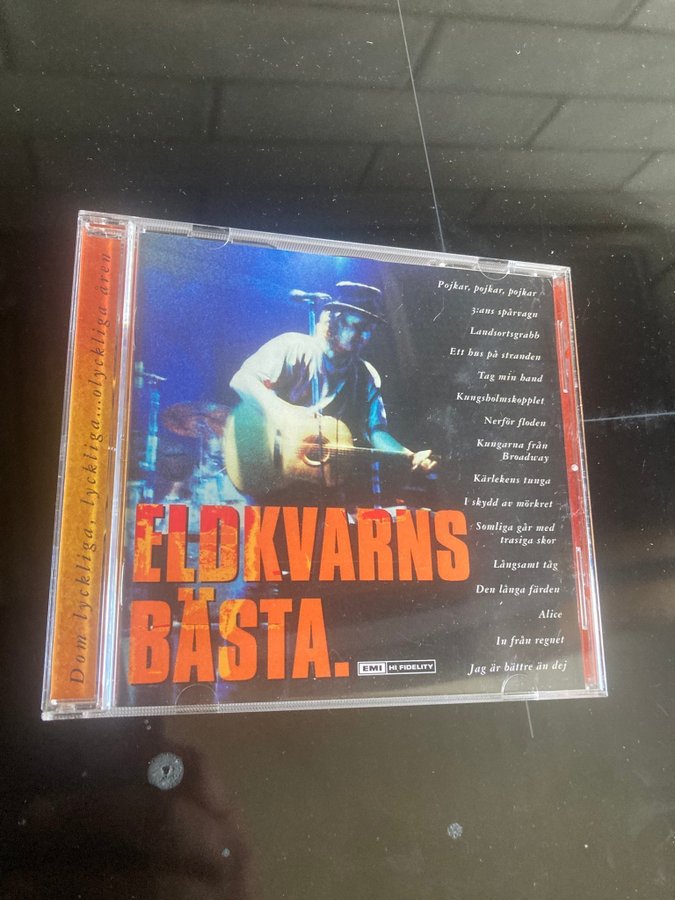 Dom lyckliga, lyckliga...olyckliga åren
Pojkar, pojkar, pojkar
3:ans spårvagn
Landsortsgrabb
Ett hus på stranden
Tag min hand
Kungsholmskopplet
Nerför floden
Kungarna från
Broadway
Kärlekens tunga
I skydd av mörkret
Somliga går med
trasiga skor
Långsamt tåg
Den långa färden
Alice
In från regnet
Jag är bättre än dej
ELDKVARNS
BÄSTA.
EMI HI FIDELITY